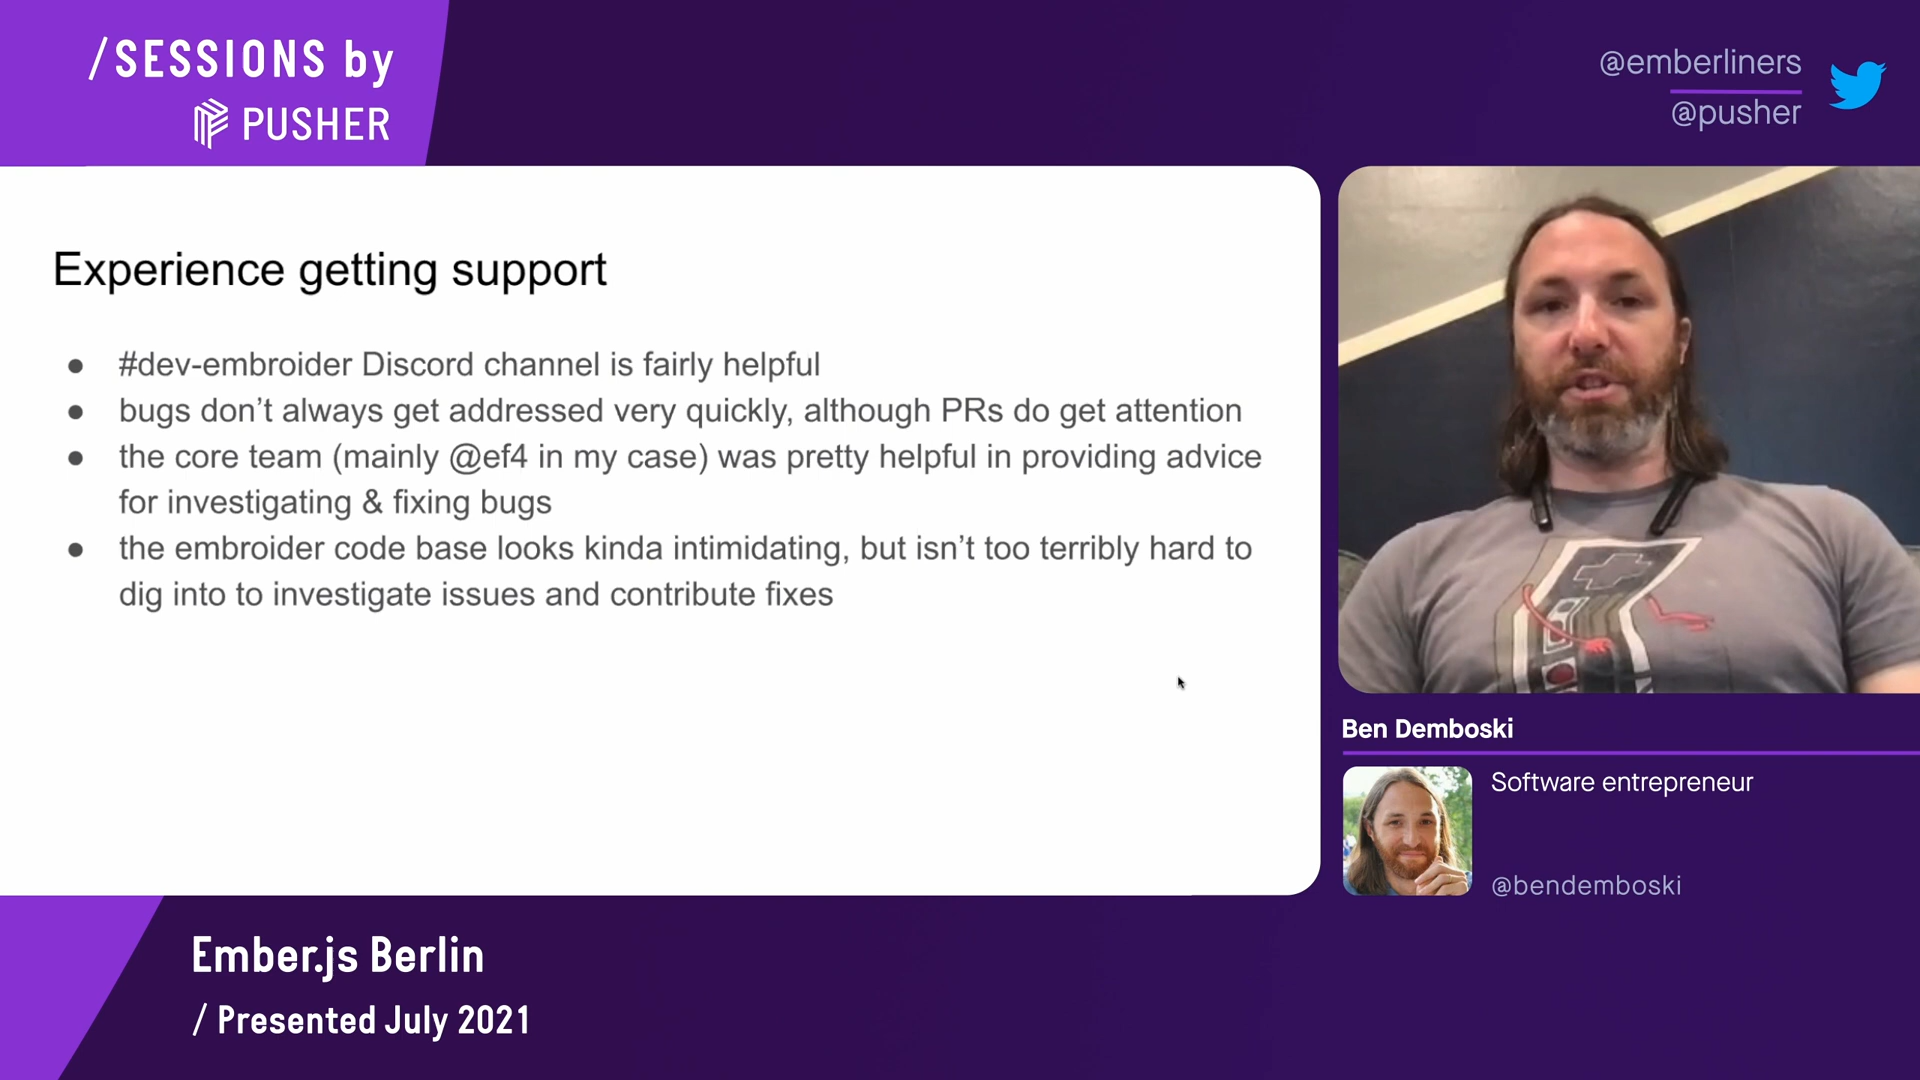 /SESSIONS by
PUSHER
@emberliners
@pusher
Experience getting support
● #dev-embroider Discord channel is fairly helpful
● bugs don’t always get addressed very quickly, although PRs do get attention
● the core team (mainly @ef4 in my case) was pretty helpful in providing advice
for investigating & fixing bugs
● the embroider code base looks kinda intimidating, but isn’t too terribly hard to
dig into to investigate issues and contribute fixes
Ben Demboski
Software entrepreneur
@bendemboski
Ember.js Berlin
/ Presented July 2021